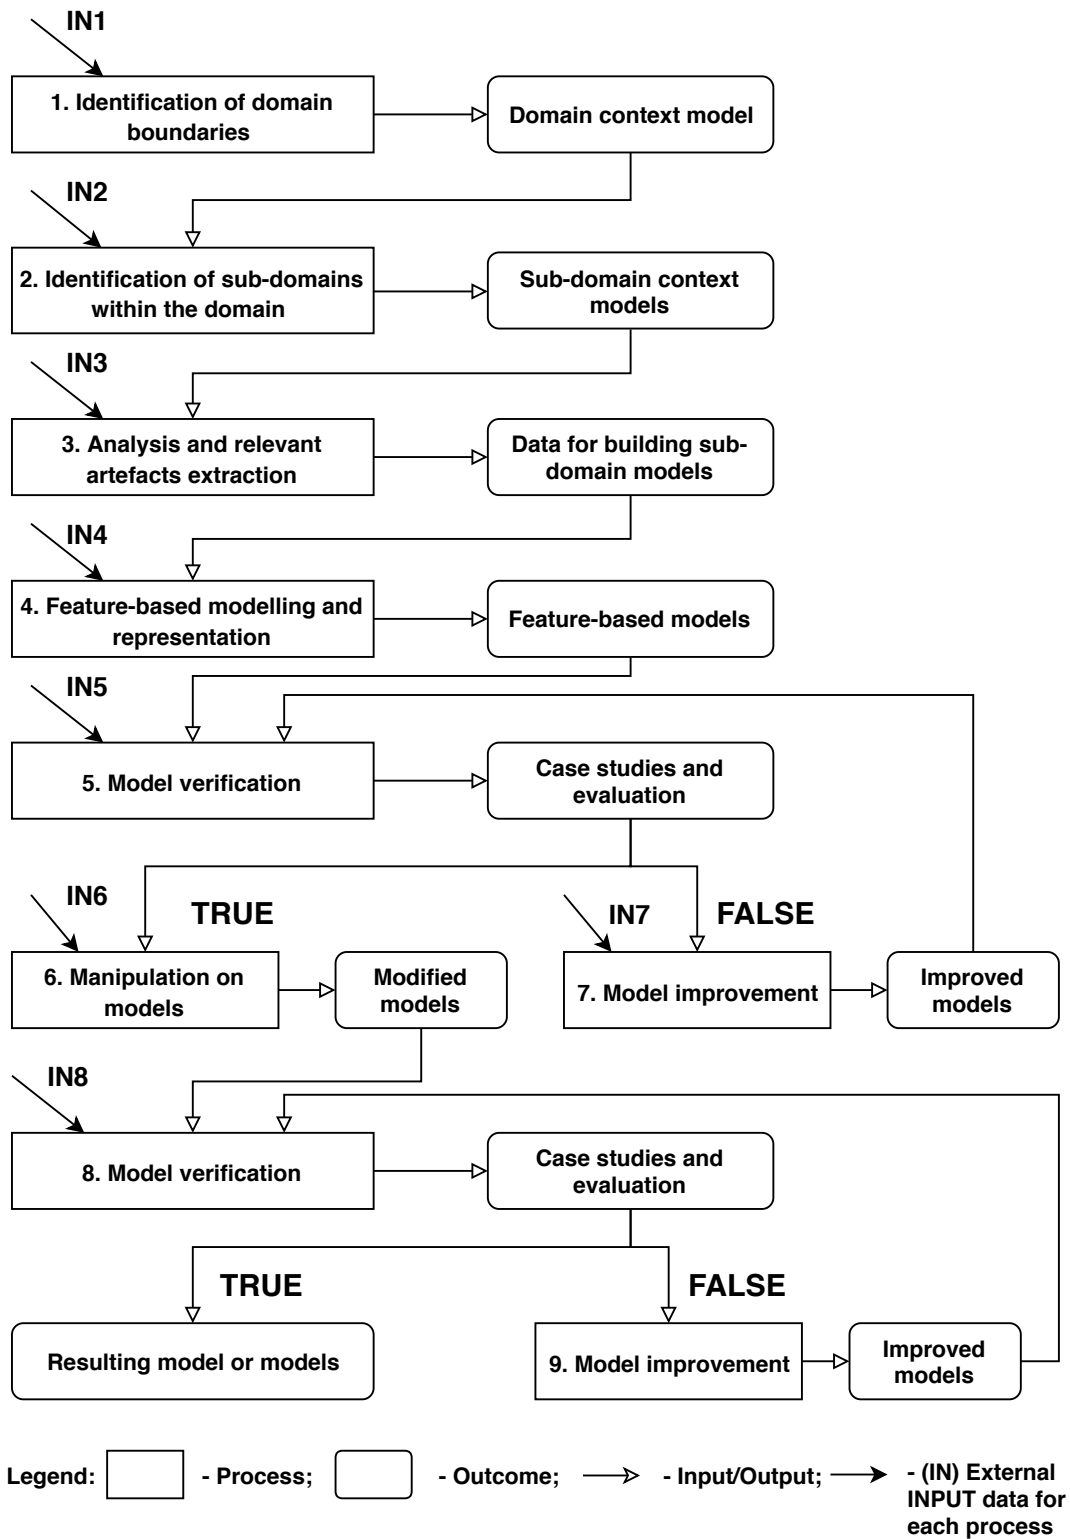 IN1
1. Identification of domain
boundaries
Domain context model
IN2
2. Identification of sub-domains
within the domain
Sub-domain context
models
IN3
3. Analysis and relevant
artefacts extraction
Data for building sub-
domain models
IN4
4. Feature-based modelling and
representation
Feature-based models
IN5
5. Model verification
Case studies and
evaluation
IN6
TRUE
IN7
FALSE
6. Manipulation on
models
Modified
models
7. Model improvement
Improved
models
IN8
8. Model verification
Case studies and
evaluation
TRUE
FALSE
Resulting model or models
9. Model improvement
Improved
models
Legend:
- Process;
- Outcome;
- Input/Output;
- (IN) External
INPUT data for
each process